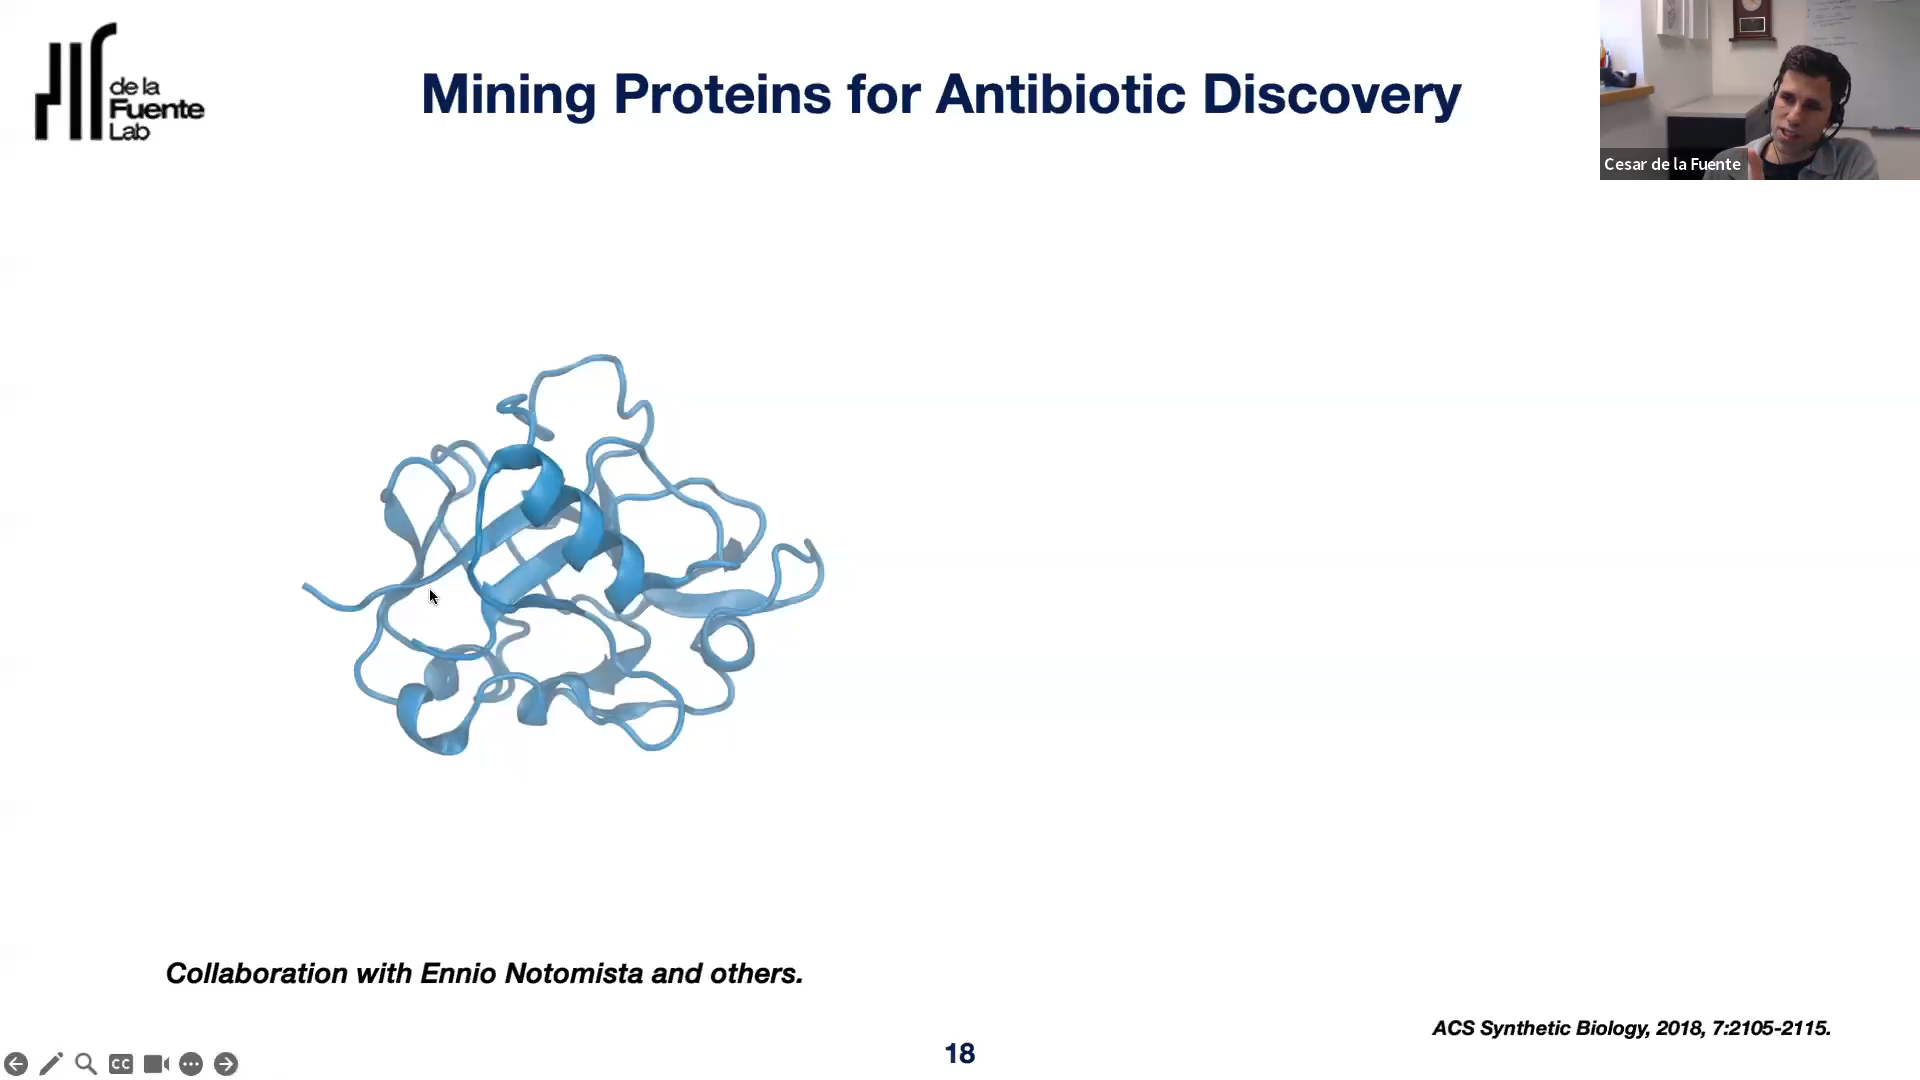 de la
Fuente
Lab
Mining Proteins for Antibiotic Discovery
Cesar de la Fuente
Collaboration with Ennio Notomista and others.
ACS Synthetic Biology, 2018, 7:2105-2115.
18
CC